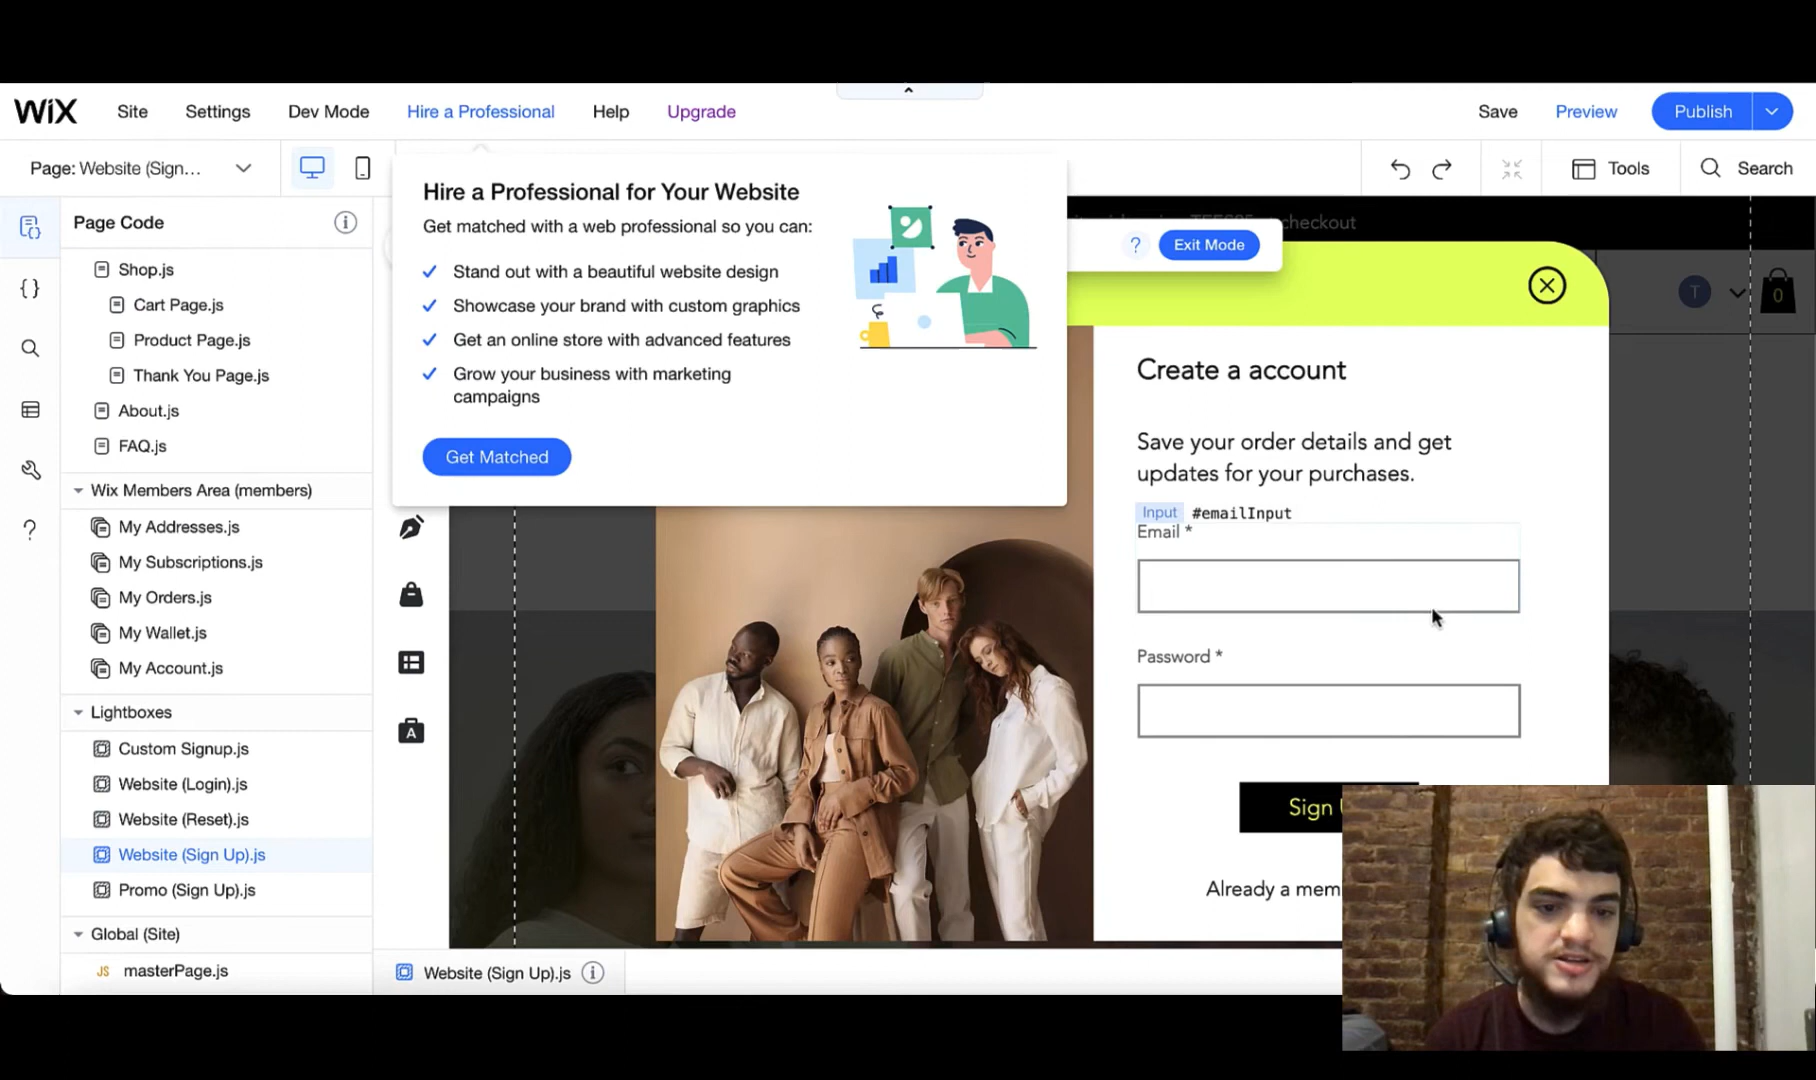 WiX
Site
Settings
Dev Mode
Hire a Professional
Help
Upgrade
Save
Preview
Publish
Page: Website (Sign...
Tools
Search
Page Code
Shop.js
Cart Page.js
Product Page.js
Thank You Page.js
About.js
FAQ.js
Wix Members Area (members)
My Addresses.js
My Subscriptions.js
My Orders.js
My Wallet.js
My Account.js
Lightboxes
Custom Signup.js
Website (Login).js
Website (Reset).js
Website (Sign Up).js
Promo (Sign Up).js
Global (Site)
JS masterPage.js
Hire a Professional for Your Website
Get matched with a web professional so you can:
Stand out with a beautiful website design
Showcase your brand with custom graphics
Get an online store with advanced features
Grow your business with marketing
campaigns
Get Matched
checkout
? Exit Mode
T
0
Create a account
Save your order details and get
updates for your purchases.
Input #emailInput
Email *
Password *
Sign
Already a mem
A
Website (Sign Up).js